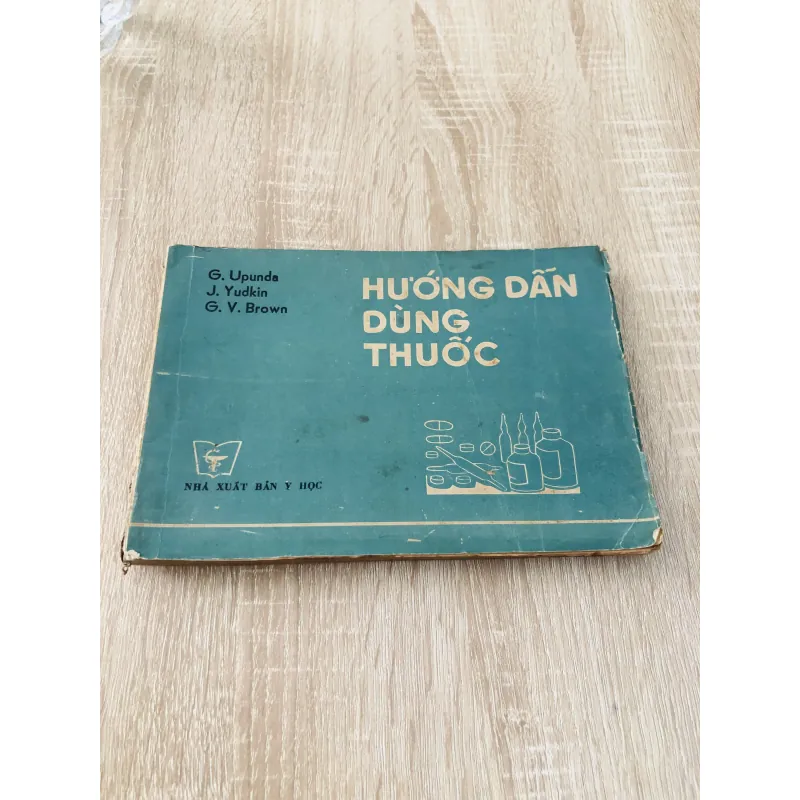 G. Upunda
J. Yudkin
G. V. Brown
HƯỚNG DẪN
DÙNG
THUỐC
NHÀ XUẤT BẢN Y HỌC